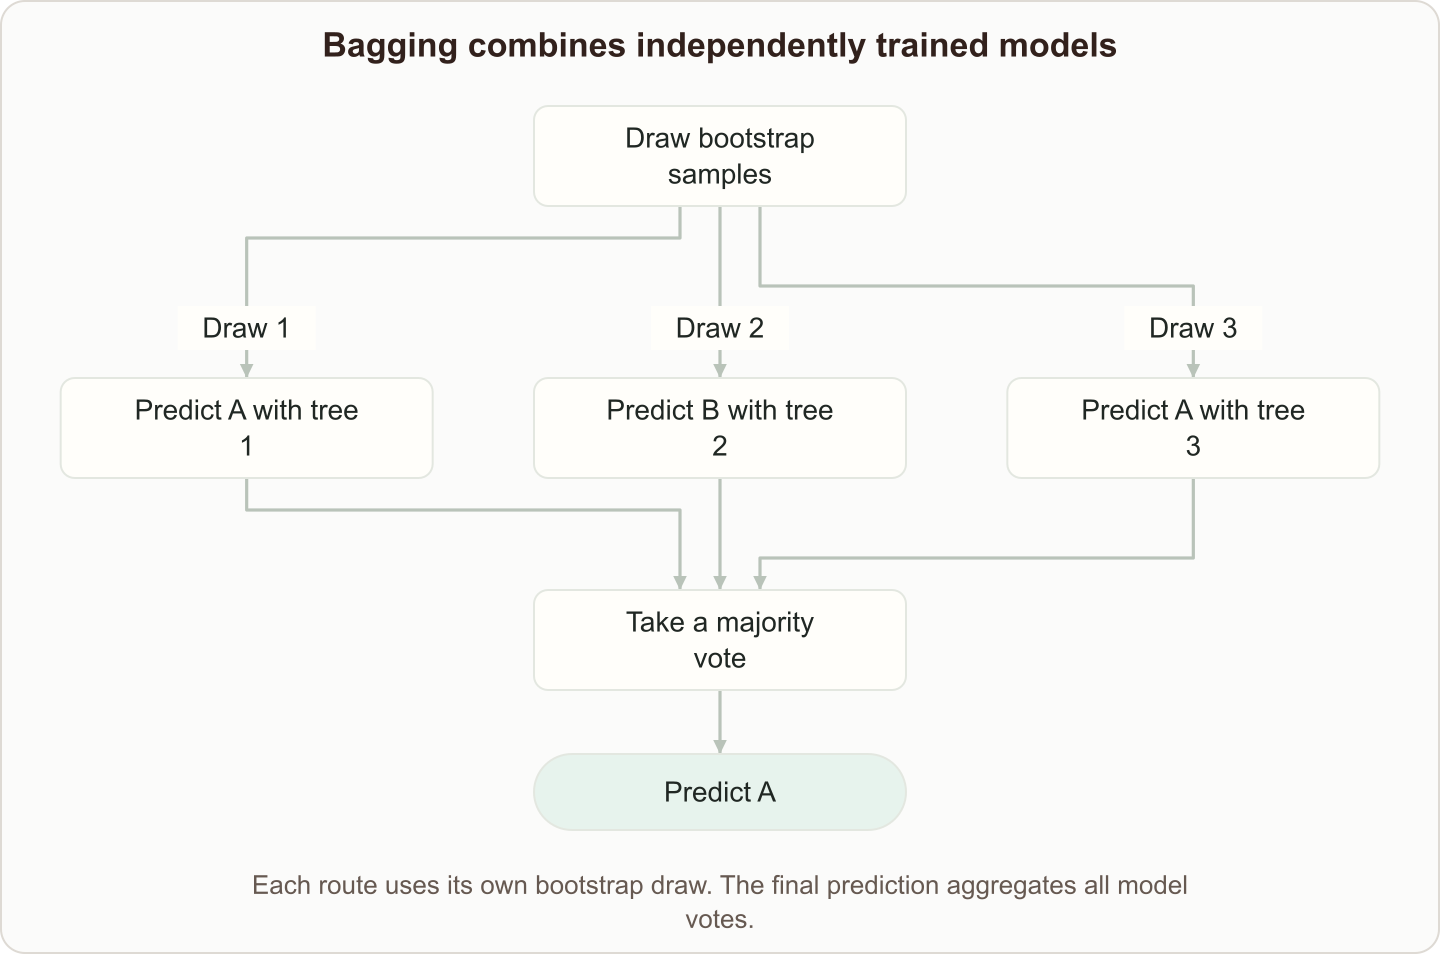 Bagging combines independently trained models
Draw bootstrap
samples
Draw 1
Draw 2
Draw 3
Predict A with tree
1
Predict B with tree
2
Predict A with tree
3
Take a majority
vote
Predict A
Each route uses its own bootstrap draw. The final prediction aggregates all model
votes.